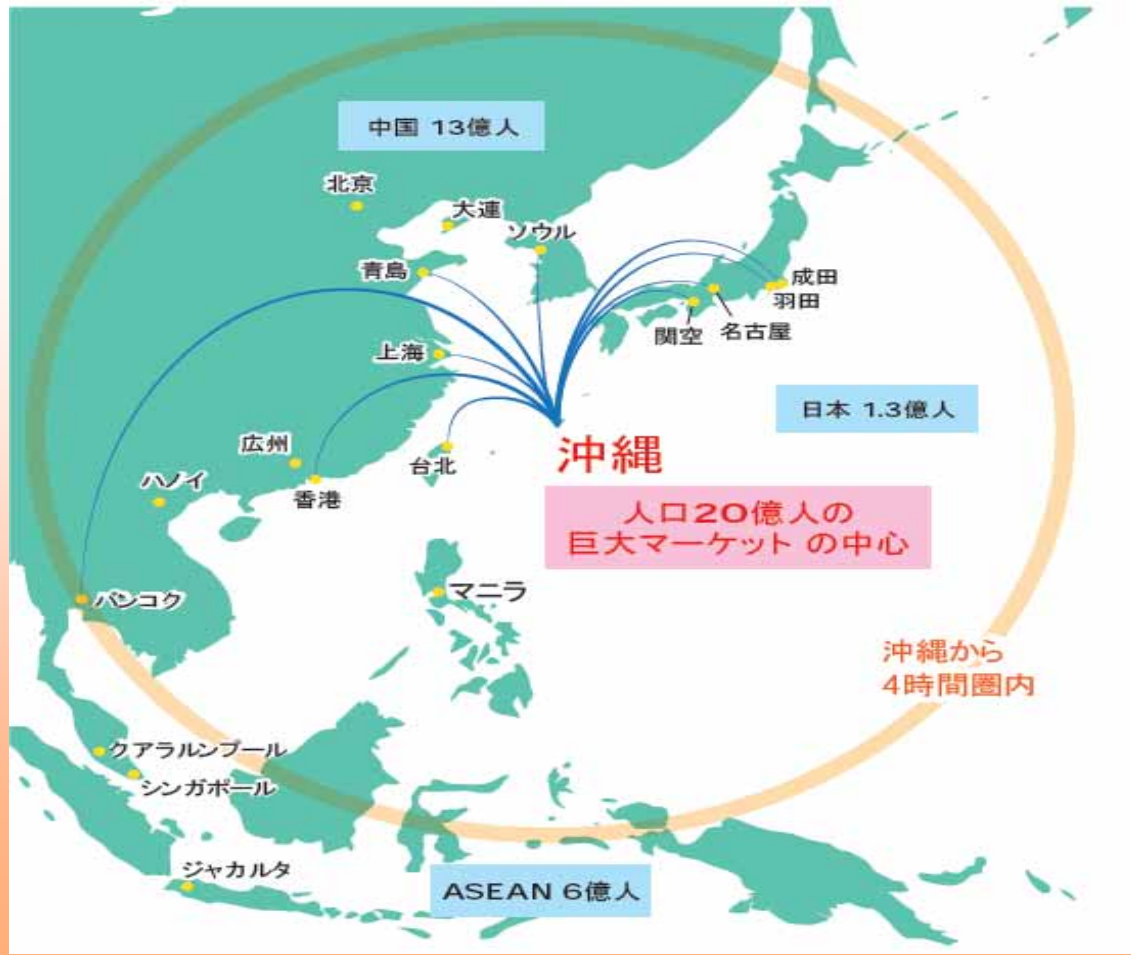 中国 13億人
北京
大連
ソウル
青島
成田
羽田
関空
名古屋
上海
日本 1.3億人
沖縄
広州
台北
ハノイ
香港
人口20億人の
巨大マーケット の中心
バンコク
マニラ
沖縄から
4時間圏内
クアラルンプール
シンガポール
ジャカルタ
ASEAN 6億人